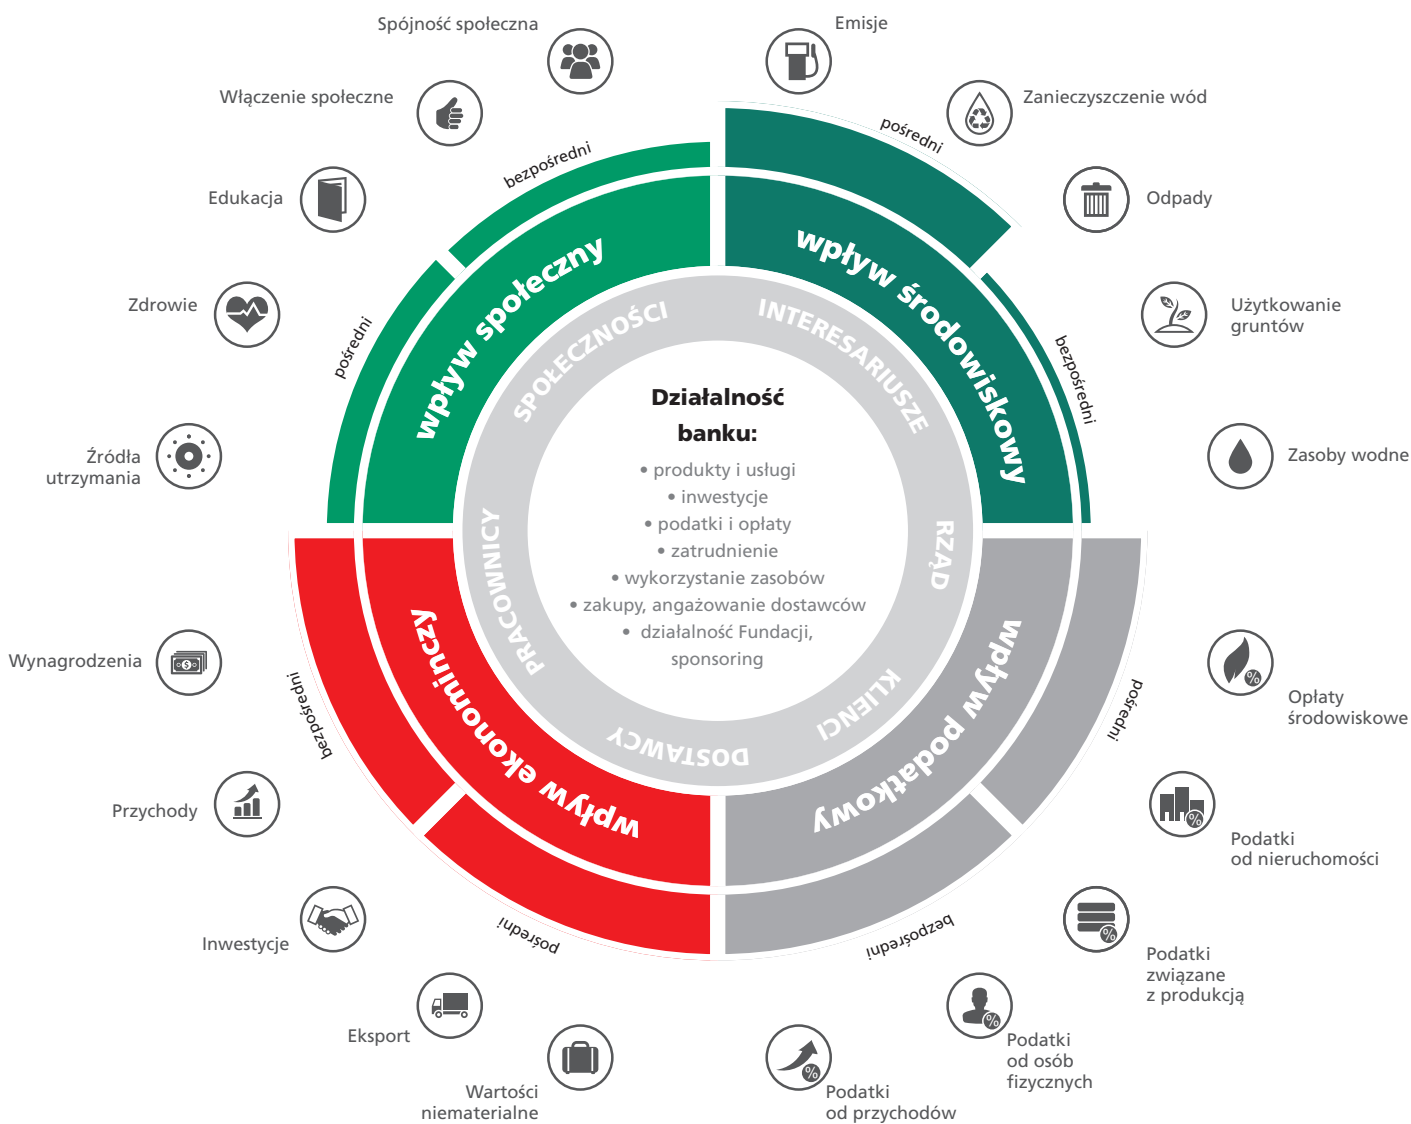 Spójność społeczna
Emisje
Włączenie społeczne
Zanieczyszczenie wód
Edukacja
Odpady
Zdrowie
Użytkowanie
gruntów
Źródła
utrzymania
Zasoby wodne
bezpośredni
pośredni
pośredni
bezpośredni
wpływ społeczny
wpływ środowiskowy
SPOŁECZNOŚCI
INTERESARIUSZE
RZĄD
KLIENCI
DOSTAWCY
PRACOWNICY
Działalność
banku:
• produkty i usługi
• inwestycje
• podatki i opłaty
• zatrudnienie
• wykorzystanie zasobów
• zakupy, angażowanie dostawców
• działalność Fundacji,
sponsoring
wpływ ekonominczy
wpływ podatkowy
bezpośredni
pośredni
pośredni
bezpośredni
Wynagrodzenia
$
Opłaty
środowiskowe
%
Przychody
Podatki
od nieruchomości
%
Inwestycje
Podatki
związane
z produkcją
%
Eksport
Podatki
od osób
fizycznych
%
Wartości
niematerialne
Podatki
od przychodów
%